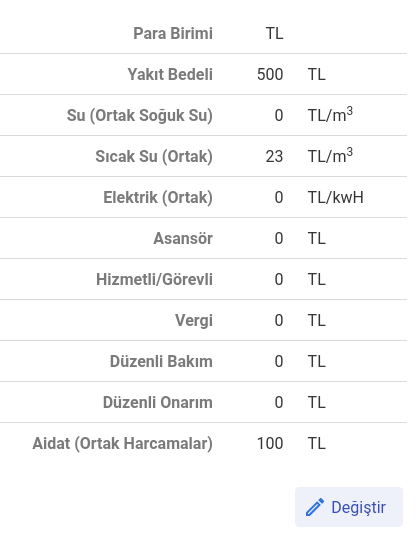 Para Birimi TL
Yakıt Bedeli 500 TL
Su (Ortak Soğuk Su) 0 TL/m³
Sıcak Su (Ortak) 23 TL/m³
Elektrik (Ortak) 0 TL/kwH
Asansör 0 TL
Hizmetli/Görevli 0 TL
Vergi 0 TL
Düzenli Bakım 0 TL
Düzenli Onarım 0 TL
Aidat (Ortak Harcamalar) 100 TL
Değiştir